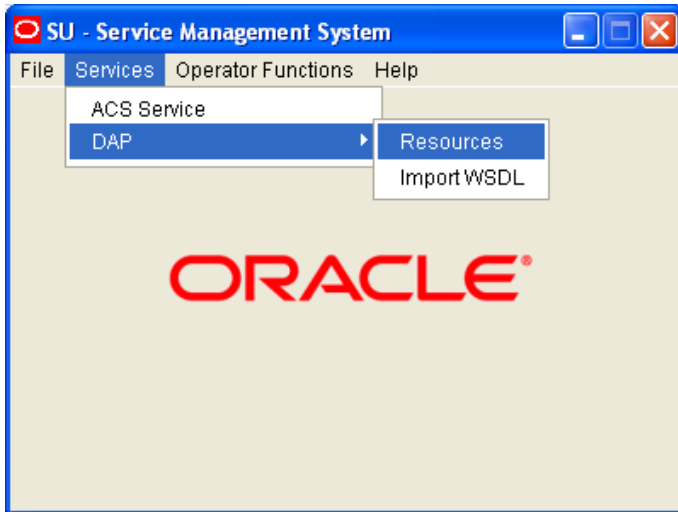 SU - Service Management System
File Services Operator Functions Help
ACS Service
DAP Resources
Import WSDL
ORACLE®